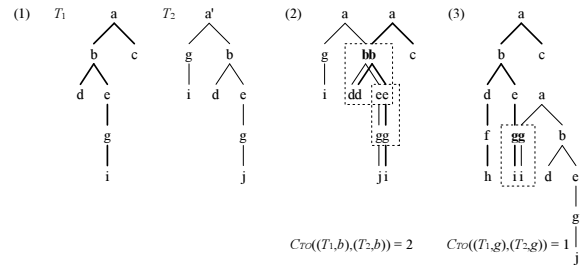 (1) T1 a T2 a' (2) a a (3) a
b c g b g bb c b c
d e i d e i dd ee d e a
g g gg f gg b
i j j i h i i d e
g
CTO((T1,b),(T2,b)) = 2 CTO((T1,g),(T2,g)) = 1
j